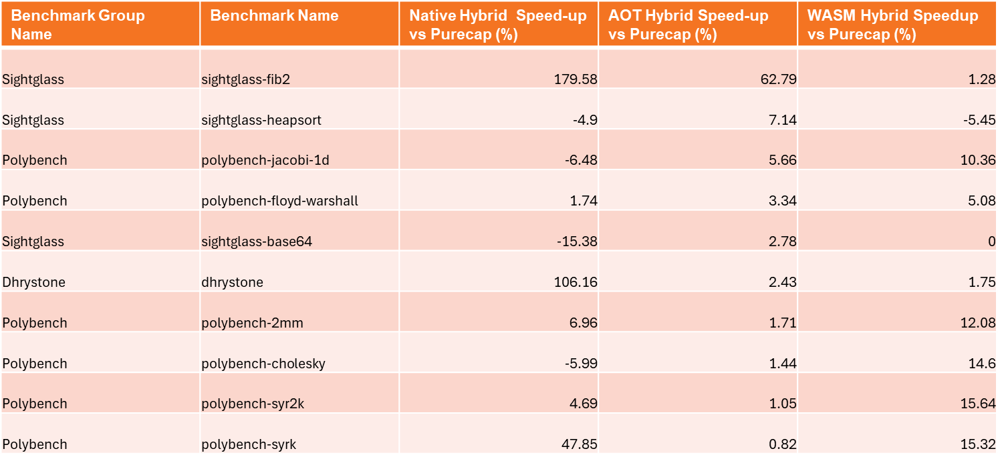 Benchmark Group Name | Benchmark Name | Native Hybrid Speed-up vs Purecap (%) | AOT Hybrid Speed-up vs Purecap (%) | WASM Hybrid Speedup vs Purecap (%)
Sightglass | sightglass-fib2 | 179.58 | 62.79 | 1.28
Sightglass | sightglass-heapsort | -4.9 | 7.14 | -5.45
Polybench | polybench-jacobi-1d | -6.48 | 5.66 | 10.36
Polybench | polybench-floyd-warshall | 1.74 | 3.34 | 5.08
Sightglass | sightglass-base64 | -15.38 | 2.78 | 0
Dhrystone | dhrystone | 106.16 | 2.43 | 1.75
Polybench | polybench-2mm | 6.96 | 1.71 | 12.08
Polybench | polybench-cholesky | -5.99 | 1.44 | 14.6
Polybench | polybench-syr2k | 4.69 | 1.05 | 15.64
Polybench | polybench-syrk | 47.85 | 0.82 | 15.32